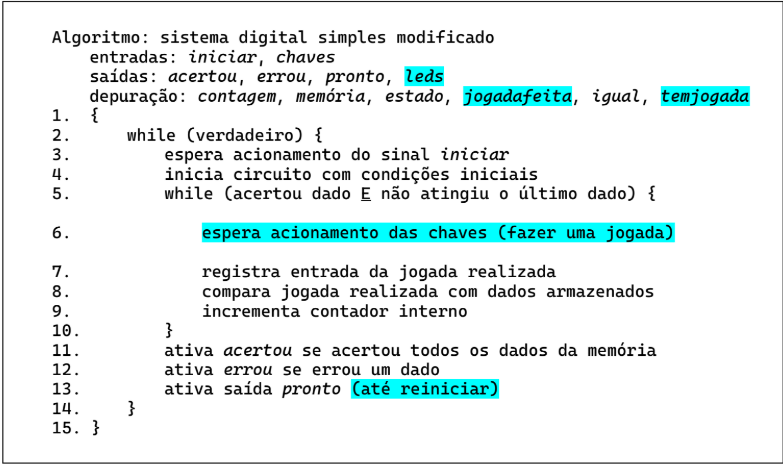 Algoritmo: sistema digital simples modificado
entradas: iniciar, chaves
saídas: acertou, errou, pronto, leds
depuração: contagem, memória, estado, jogadafeita, igual, temjogada
1. {
2. while (verdadeiro) {
3. espera acionamento do sinal iniciar
4. inicia circuito com condições iniciais
5. while (acertou dado E não atingiu o último dado) {
6. espera acionamento das chaves (fazer uma jogada)
7. registra entrada da jogada realizada
8. compara jogada realizada com dados armazenados
9. incrementa contador interno
10. }
11. ativa acertou se acertou todos os dados da memória
12. ativa errou se errou um dado
13. ativa saída pronto (até reiniciar)
14. }
15. }